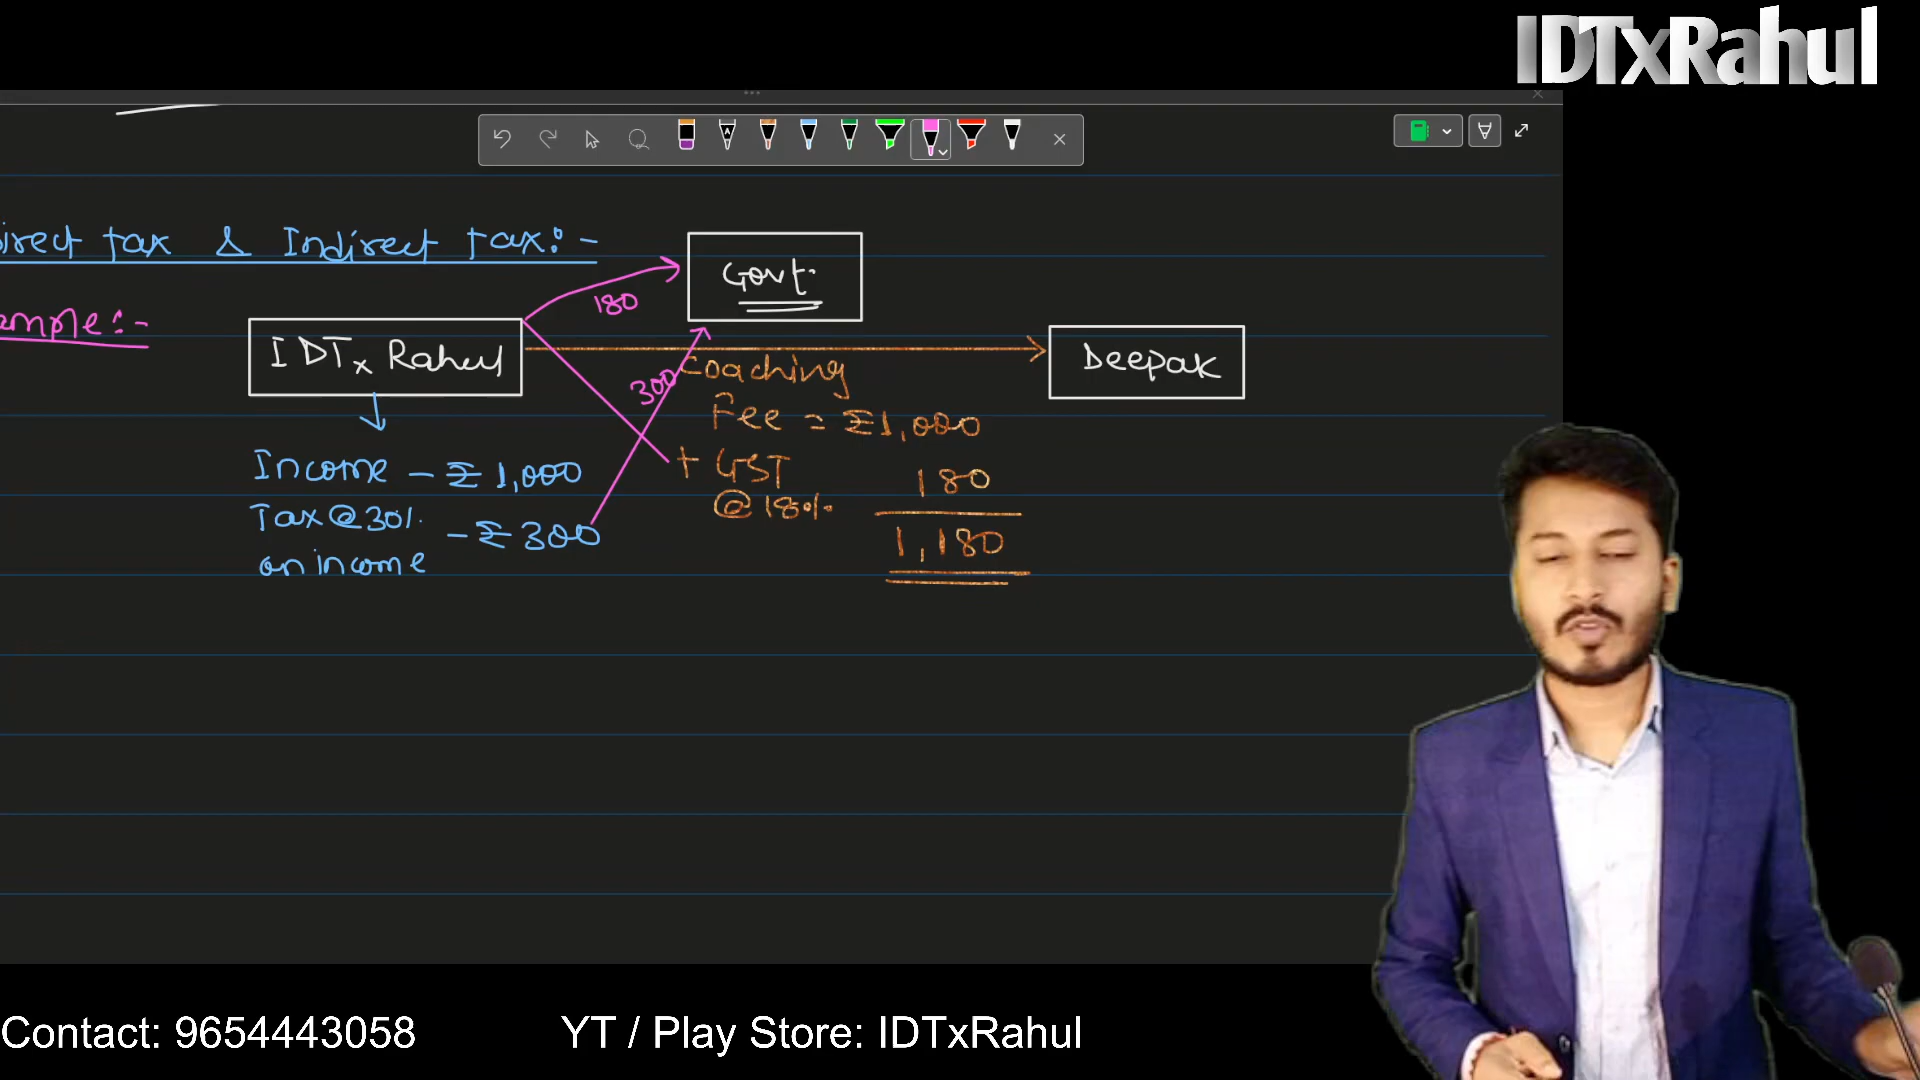 IDTxRahul
irect tax & Indirect tax:-
ample:-
Govt.
180
IDTx Rahul
Deepak
300
Coaching
Fee = ₹1,000
+ GST
@18%
180
1,180
Income - ₹1,000
Tax@30%
on income
- ₹300
Contact: 9654443058
YT / Play Store: IDTxRahul